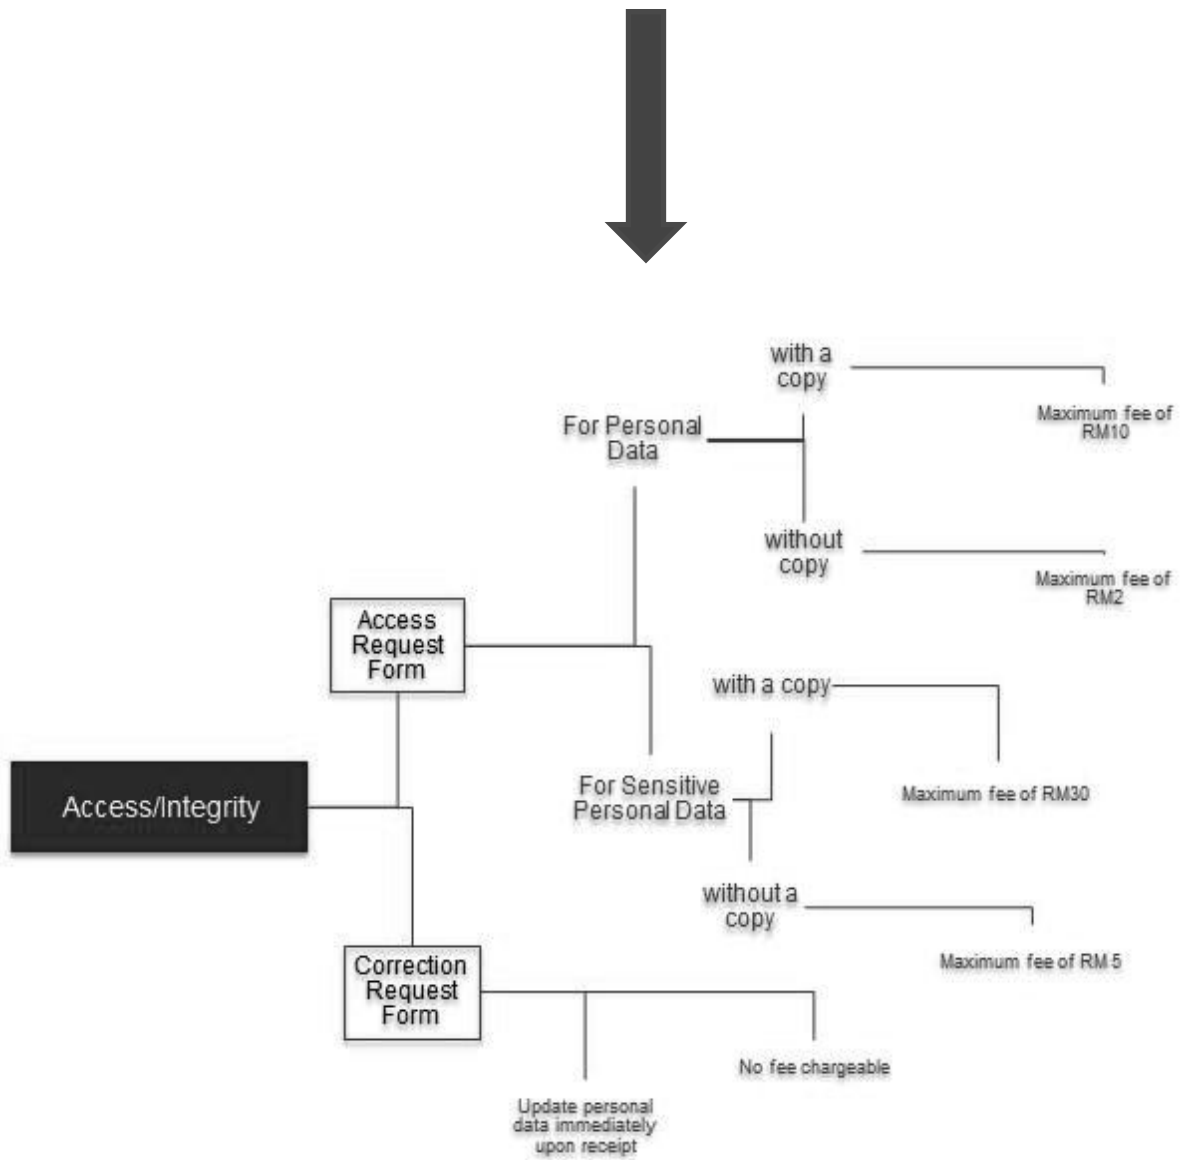 with a
copy
Maximum fee of
RM10
For Personal
Data
without
copy
Maximum fee of
RM2
Access
Request
Form
with a copy
For Sensitive
Personal Data
Maximum fee of RM30
Access/Integrity
without a
copy
Maximum fee of RM 5
Correction
Request
Form
No fee chargeable
Update personal
data immediately
upon receipt